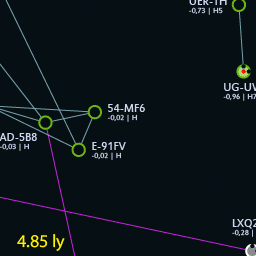 UER-1H
-0,73 | H5
UG-UV
-0,96 | H7
54-MF6
-0,02 | H
AD-5B8
-0,03 | H
E-91FV
-0,02 | H
LXQ2
-0,28 |
4.85 ly